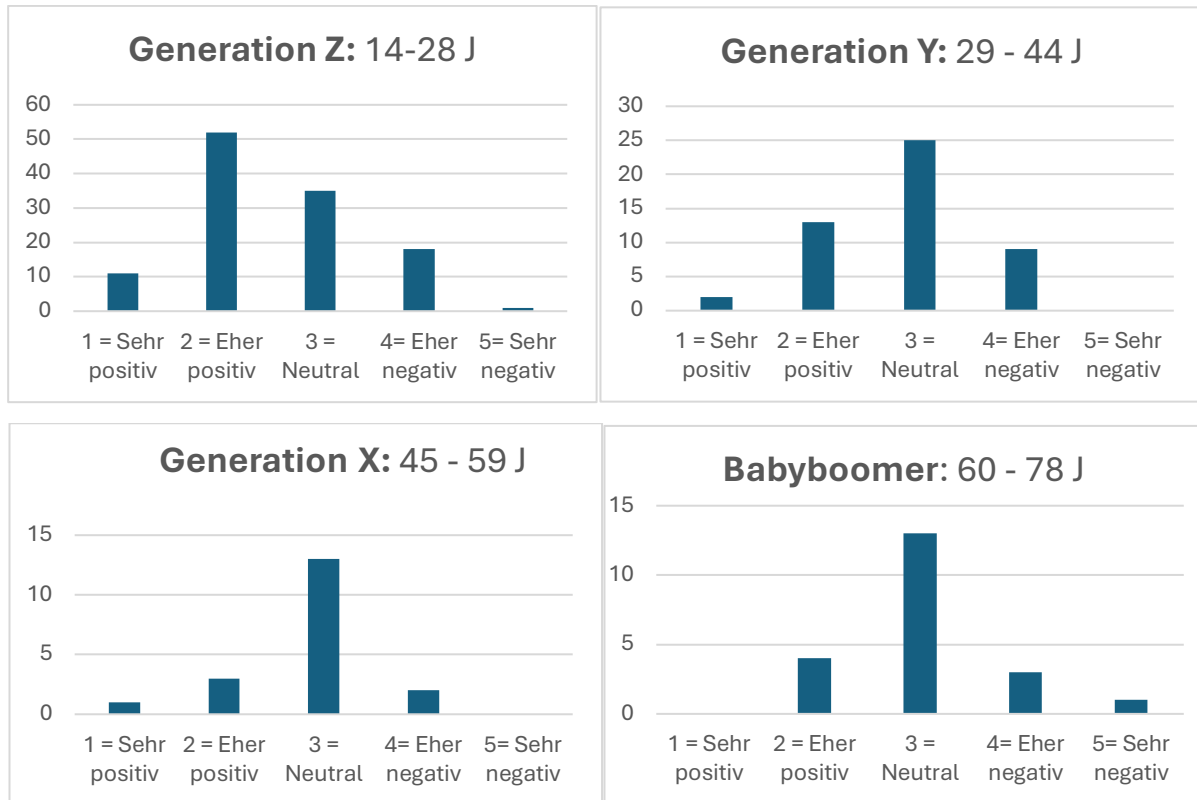 Generation Z: 14-28 J
60
50
40
30
20
10
0
1 = Sehr positiv
2 = Eher positiv
3 = Neutral
4= Eher negativ
5= Sehr negativ
Generation Y: 29 - 44 J
30
25
20
15
10
5
0
1 = Sehr positiv
2 = Eher positiv
3 = Neutral
4= Eher negativ
5= Sehr negativ
Generation X: 45 - 59 J
15
10
5
0
1 = Sehr positiv
2 = Eher positiv
3 = Neutral
4= Eher negativ
5= Sehr negativ
Babyboomer: 60 - 78 J
15
10
5
0
1 = Sehr positiv
2 = Eher positiv
3 = Neutral
4= Eher negativ
5= Sehr negativ